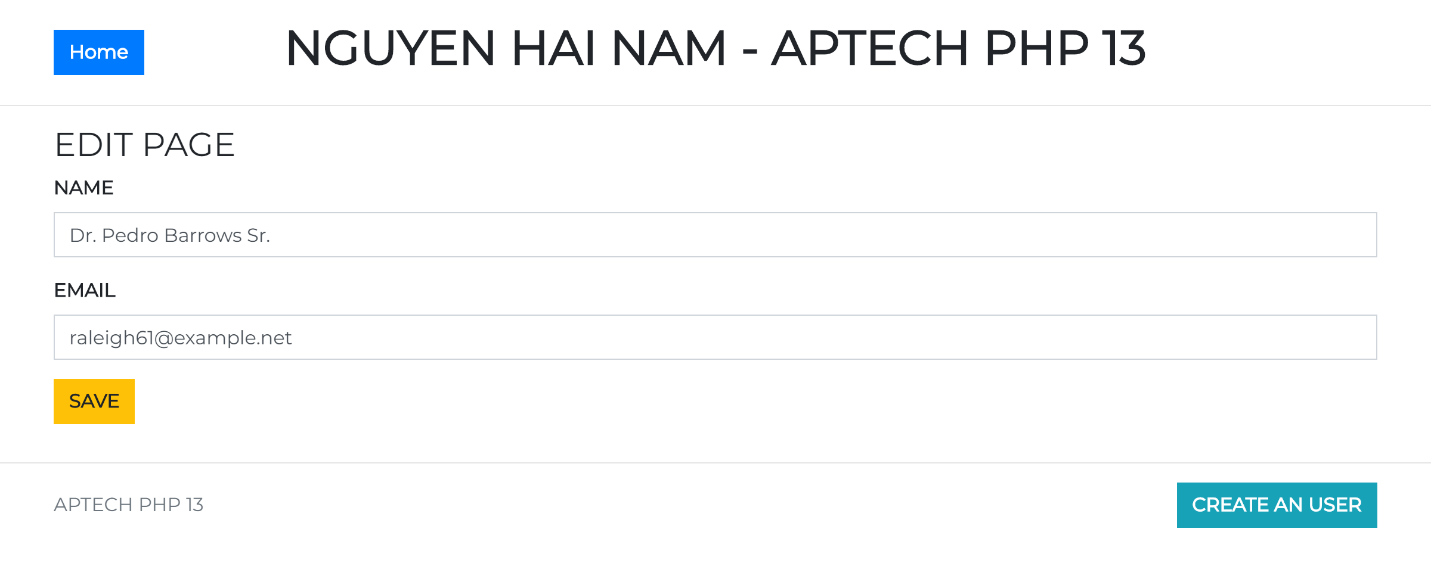 Home
NGUYEN HAI NAM - APTECH PHP 13
EDIT PAGE
NAME
Dr. Pedro Barrows Sr.
EMAIL
raleigh61@example.net
SAVE
APTECH PHP 13
CREATE AN USER